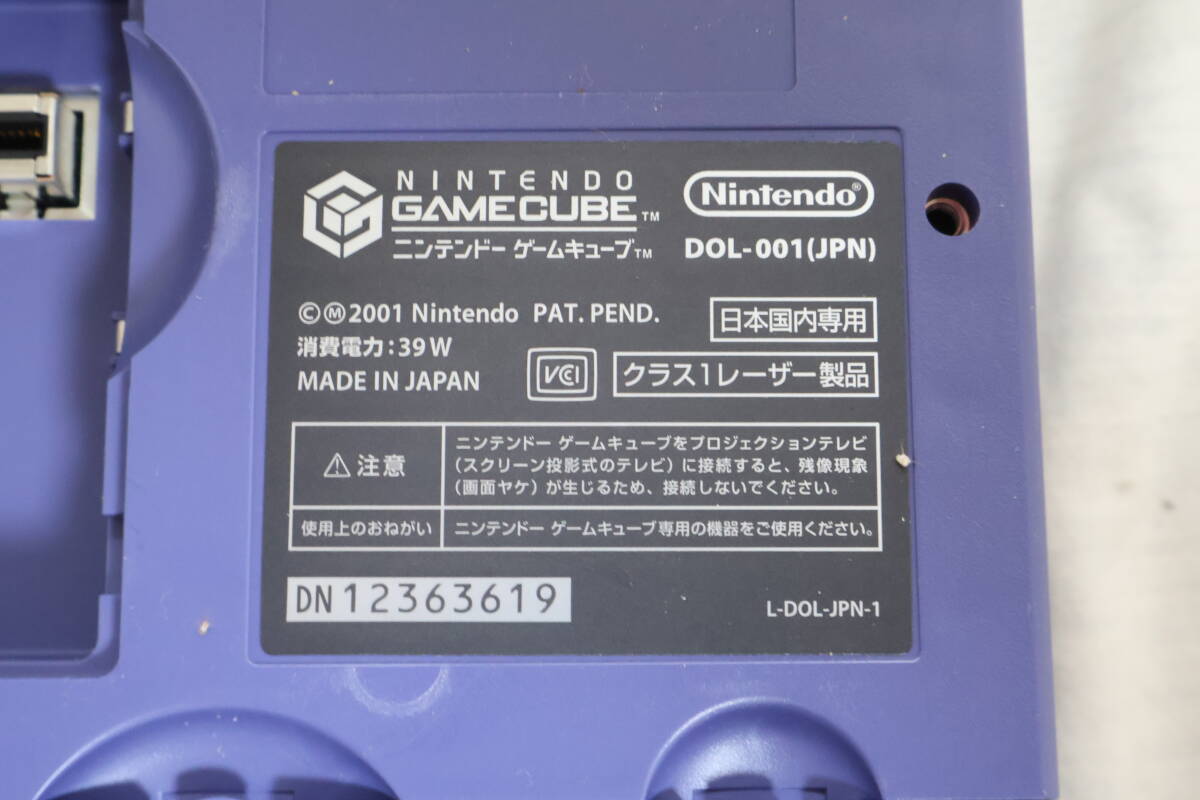 NINTENDO
GAMECUBE™
ニンテンドー ゲームキューブ™
Nintendo®
DOL-001(JPN)
©Ⓜ2001 Nintendo PAT. PEND.
日本国内専用
消費電力:39W
MADE IN JAPAN
VCI
クラス1レーザー製品
⚠注意
ニンテンドー ゲームキューブをプロジェクションテレビ
(スクリーン投影式のテレビ)に接続すると、残像現象
(画面ヤケ)が生じるため、接続しないでください。
使用上のおねがい
ニンテンドー ゲームキューブ専用の機器をご使用ください。
DN12363619
L-DOL-JPN-1